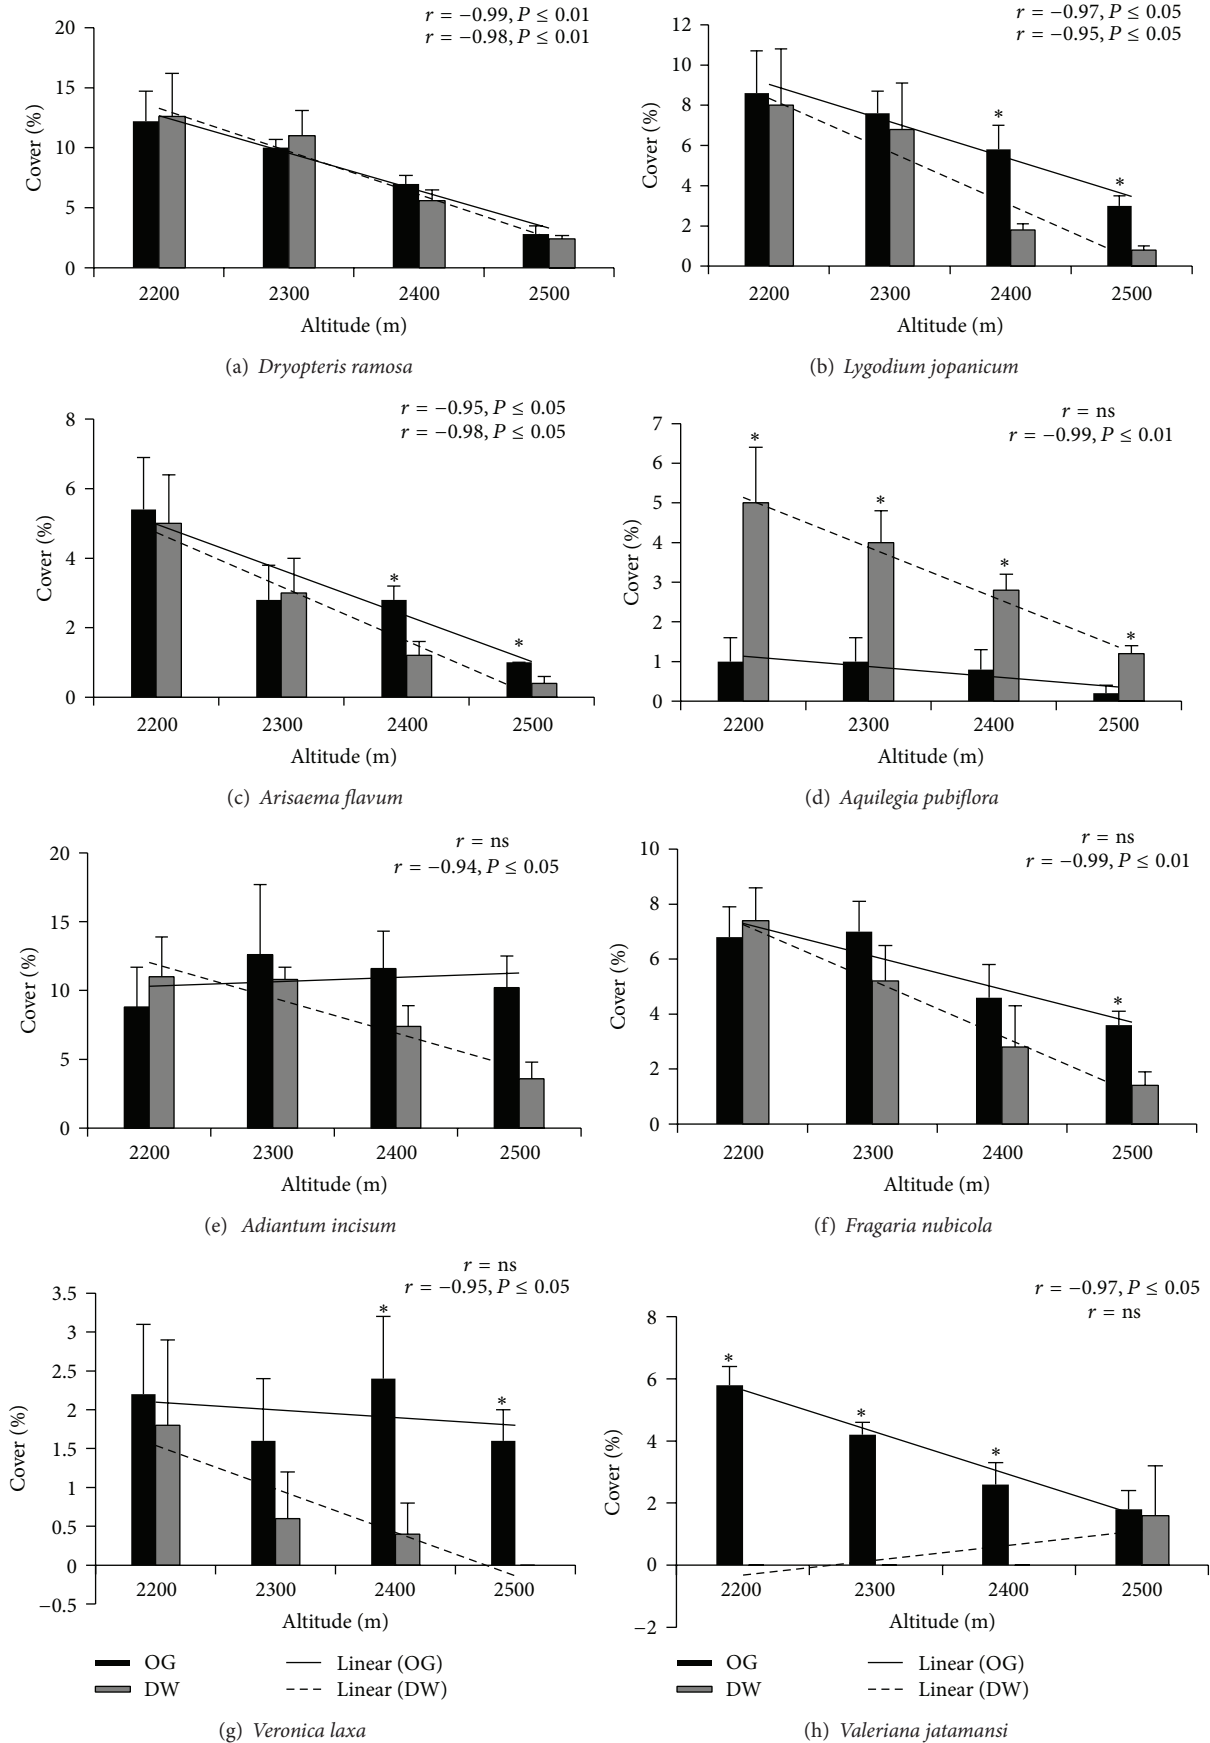 r = −0.99, P ≤ 0.01
r = −0.98, P ≤ 0.01
20
15
10
5
0
Cover (%)
2200 2300 2400 2500
Altitude (m)
(a) Dryopteris ramosa
r = −0.97, P ≤ 0.05
r = −0.95, P ≤ 0.05
12
10
8
6
4
2
0
Cover (%)
* *
2200 2300 2400 2500
Altitude (m)
(b) Lygodium jopanicum
r = −0.95, P ≤ 0.05
r = −0.98, P ≤ 0.05
8
6
4
2
0
Cover (%)
* *
2200 2300 2400 2500
Altitude (m)
(c) Arisaema flavum
r = ns
r = −0.99, P ≤ 0.01
7
6
5
4
3
2
1
0
Cover (%)
* * * *
2200 2300 2400 2500
Altitude (m)
(d) Aquilegia pubiflora
r = ns
r = −0.94, P ≤ 0.05
20
15
10
5
0
Cover (%)
2200 2300 2400 2500
Altitude (m)
(e) Adiantum incisum
r = ns
r = −0.99, P ≤ 0.01
10
8
6
4
2
0
Cover (%)
*
2200 2300 2400 2500
Altitude (m)
(f) Fragaria nubicola
r = ns
r = −0.95, P ≤ 0.05
3.5
3
2.5
2
1.5
1
0.5
0
−0.5
Cover (%)
* *
2200 2300 2400 2500
Altitude (m)
OG Linear (OG)
DW Linear (DW)
(g) Veronica laxa
r = −0.97, P ≤ 0.05
r = ns
8
6
4
2
0
−2
Cover (%)
* * *
2200 2300 2400 2500
Altitude (m)
OG Linear (OG)
DW Linear (DW)
(h) Valeriana jatamansi